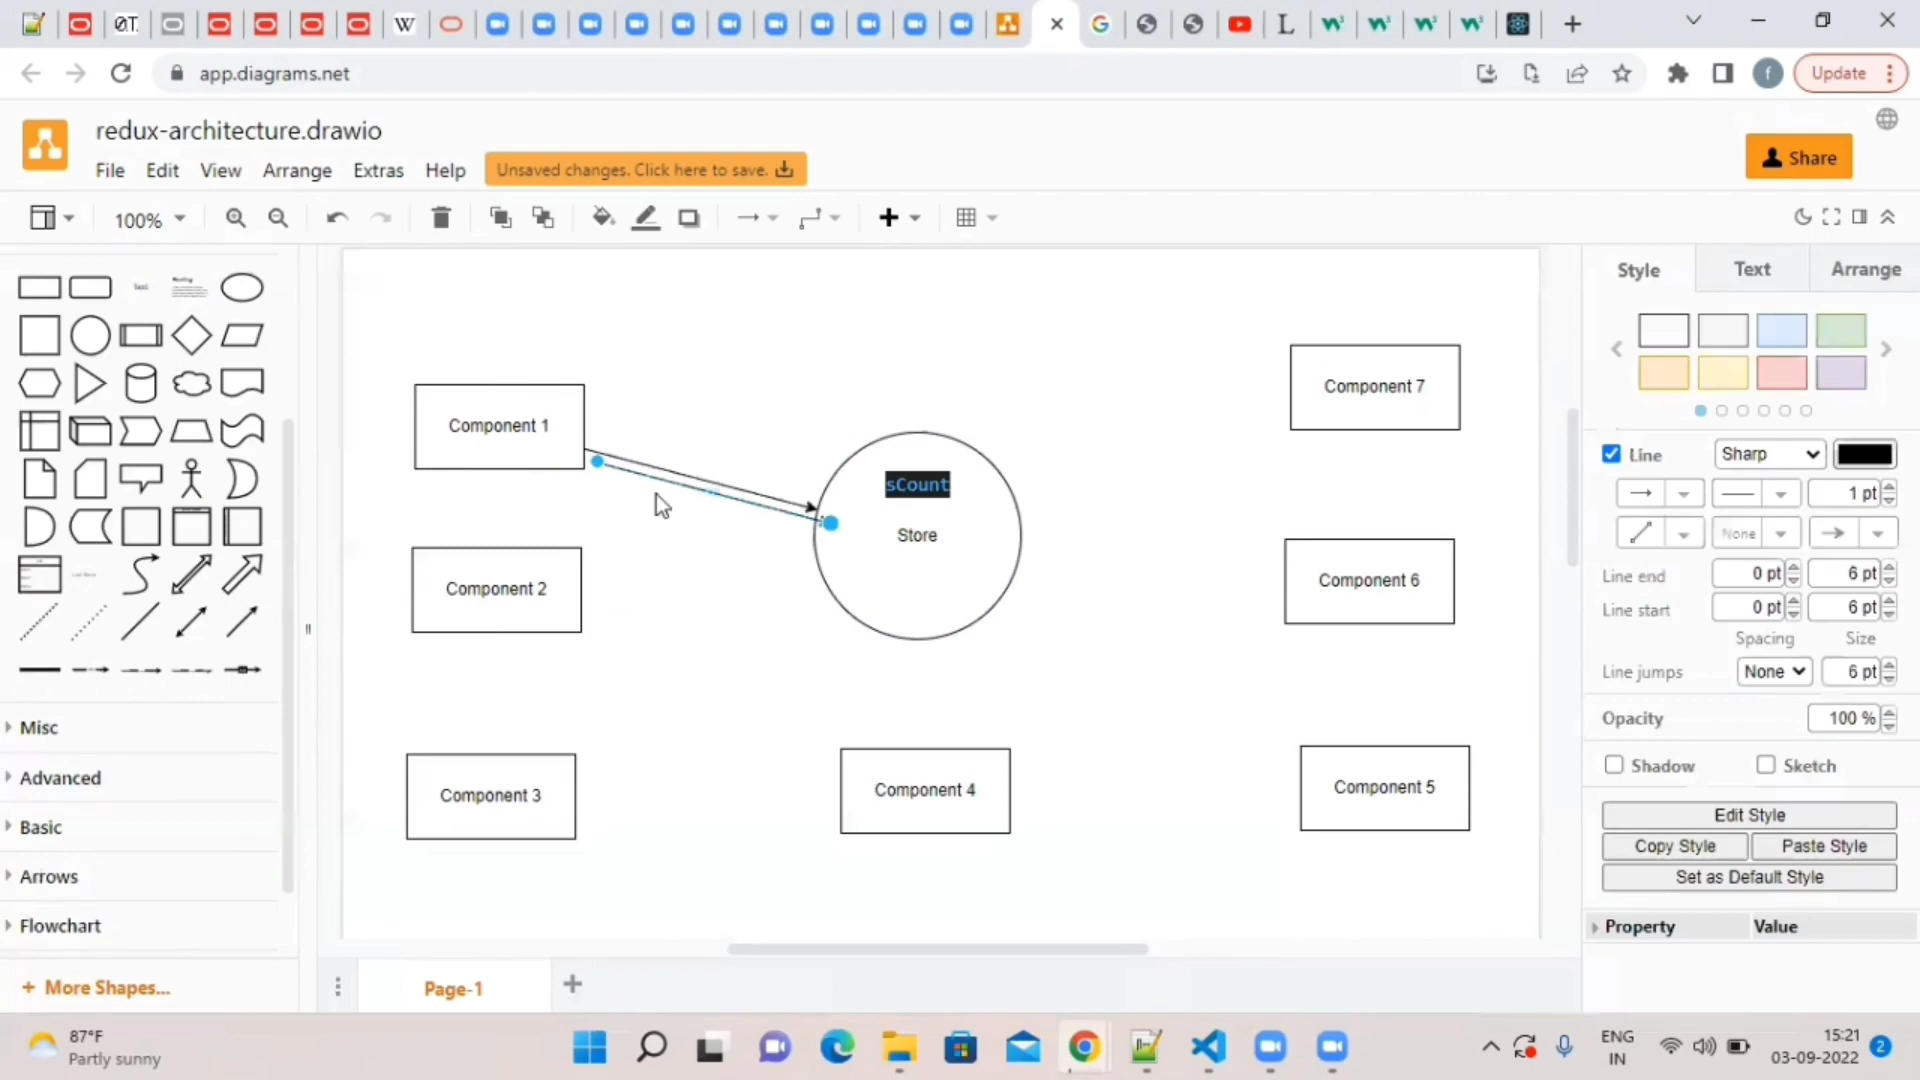 app.diagrams.net
f
Update
redux-architecture.drawio
File Edit View Arrange Extras Help
Unsaved changes. Click here to save.
Share
100%
Style Text Arrange
Text
Component 1
Component 2
Component 3
Component 4
Component 5
Component 6
Component 7
sCount
Store
Line Sharp
1 pt
None
Line end 0 pt 6 pt
Line start 0 pt 6 pt
Spacing Size
Line jumps None 6 pt
Opacity 100 %
Shadow Sketch
Edit Style
Copy Style Paste Style
Set as Default Style
Property Value
Misc
Advanced
Basic
Arrows
Flowchart
+ More Shapes...
Page-1
87°F
Partly sunny
ENG
IN
15:21
03-09-2022
2